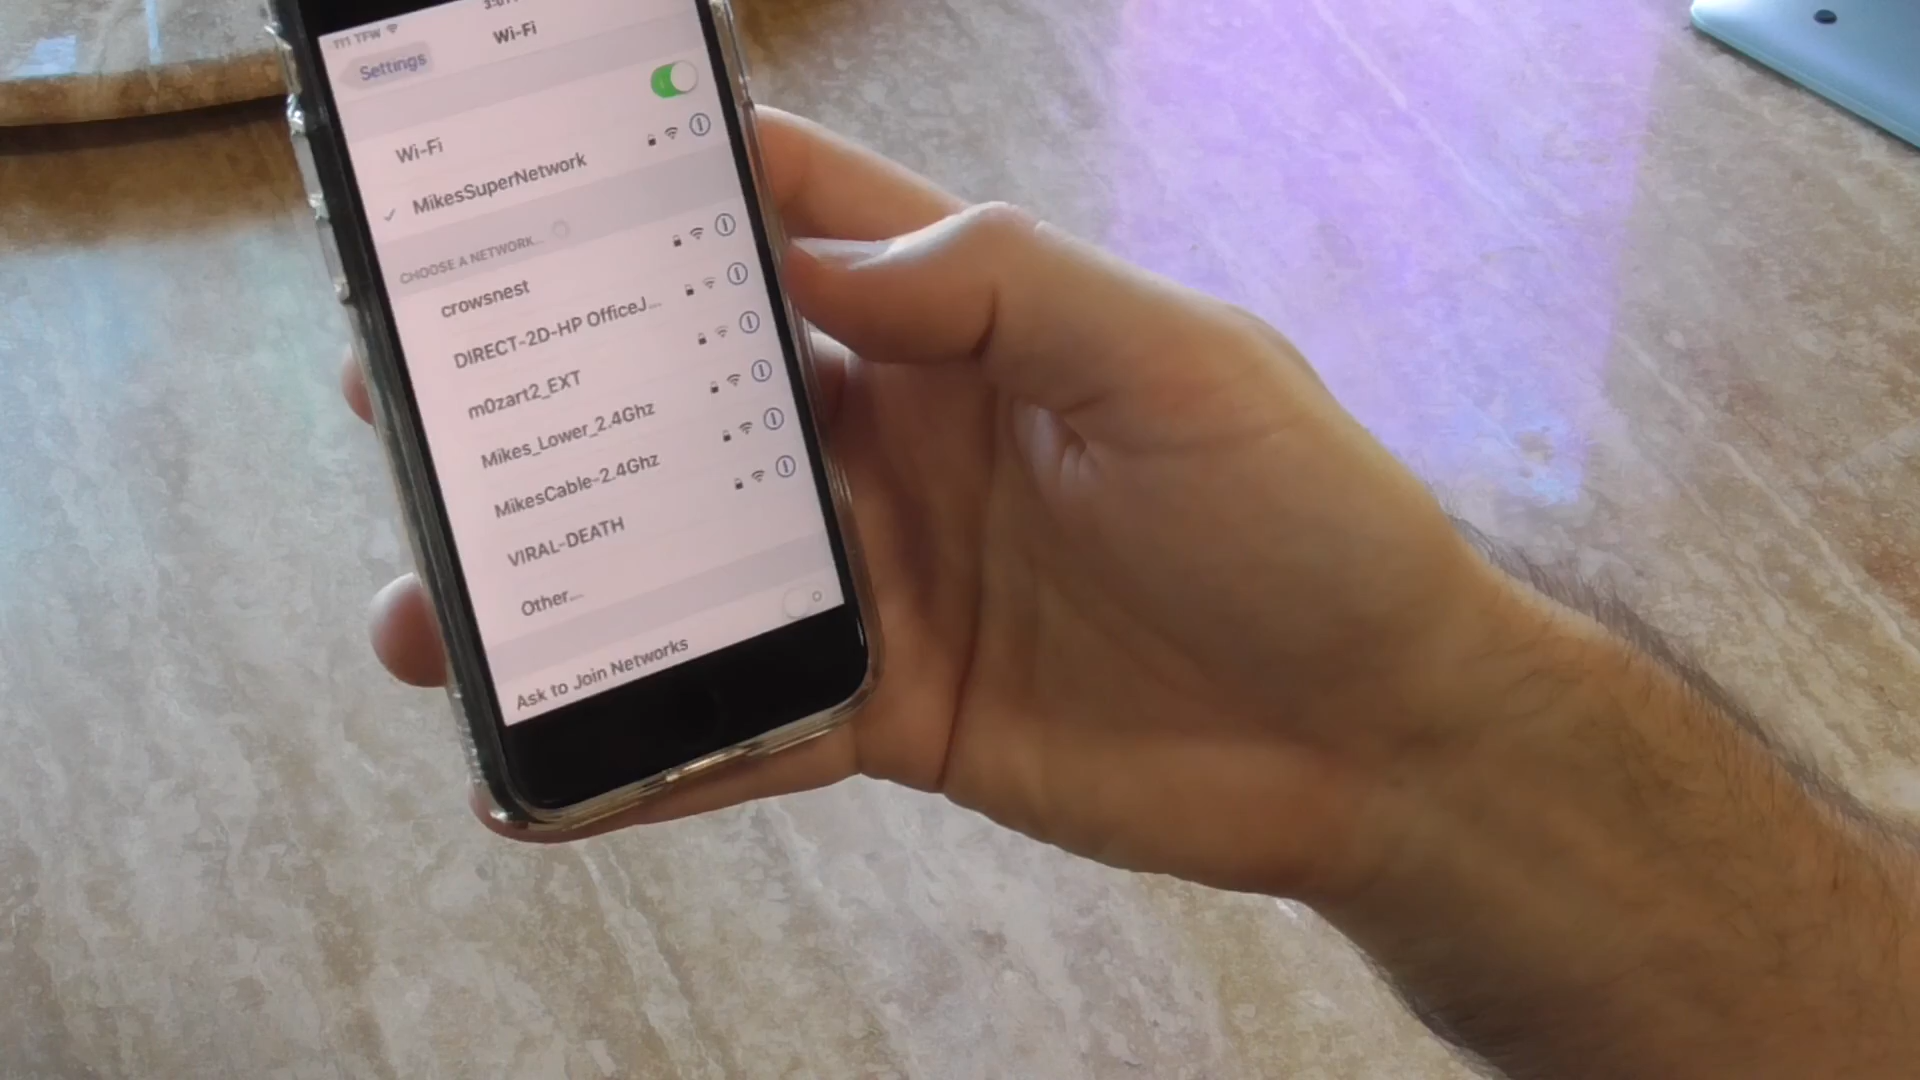 TFW
Wi-Fi
Settings
Wi-Fi
MikesSuperNetwork
CHOOSE A NETWORK...
crowsnest
DIRECT-2D-HP OfficeJ...
m0zart2_EXT
Mikes_Lower_2.4Ghz
MikesCable-2.4Ghz
VIRAL-DEATH
Other...
Ask to Join Networks